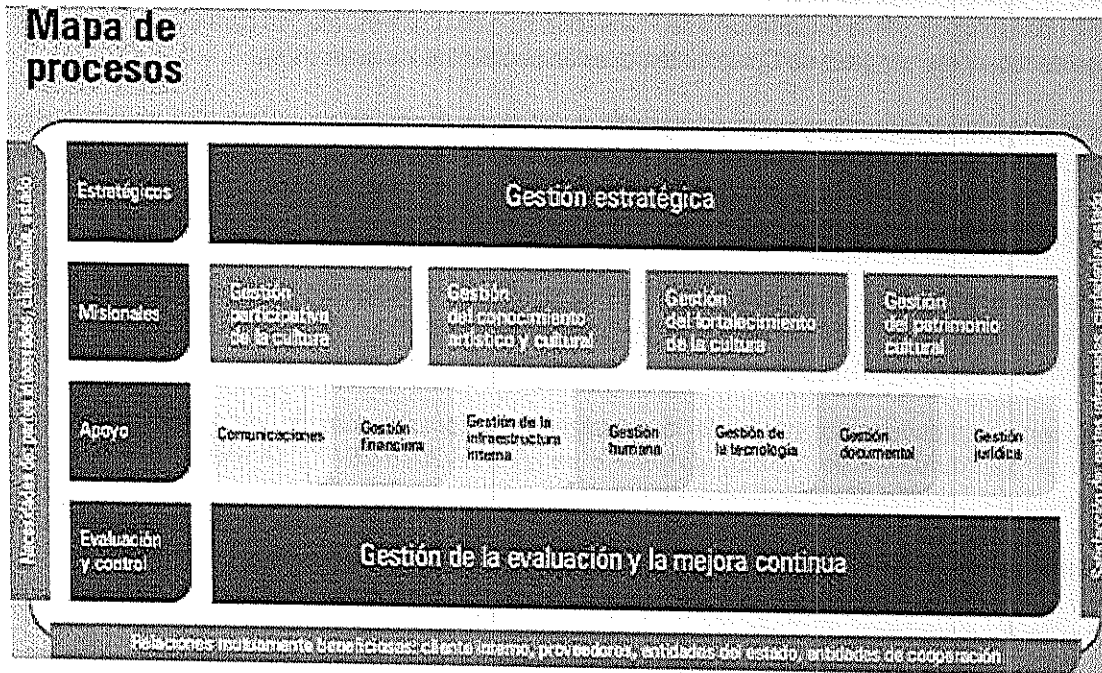 Mapa de
procesos
Estratégicos
Gestión estratégica
Misionales
Gestión
participativa
de la cultura
Gestión
del conocimiento
artístico y cultural
Gestión
del fortalecimiento
de la cultura
Gestión
del patrimonio
cultural
Apoyo
Comunicaciones
Gestión
financiera
Gestión de la
infraestructura
interna
Gestión
humana
Gestión de
la tecnología
Gestión
documental
Gestión
jurídica
Evaluación
y control
Gestión de la evaluación y la mejora continua
Relaciones mutuamente beneficiosas: cliente interno, proveedores, entidades del estado, entidades de cooperación